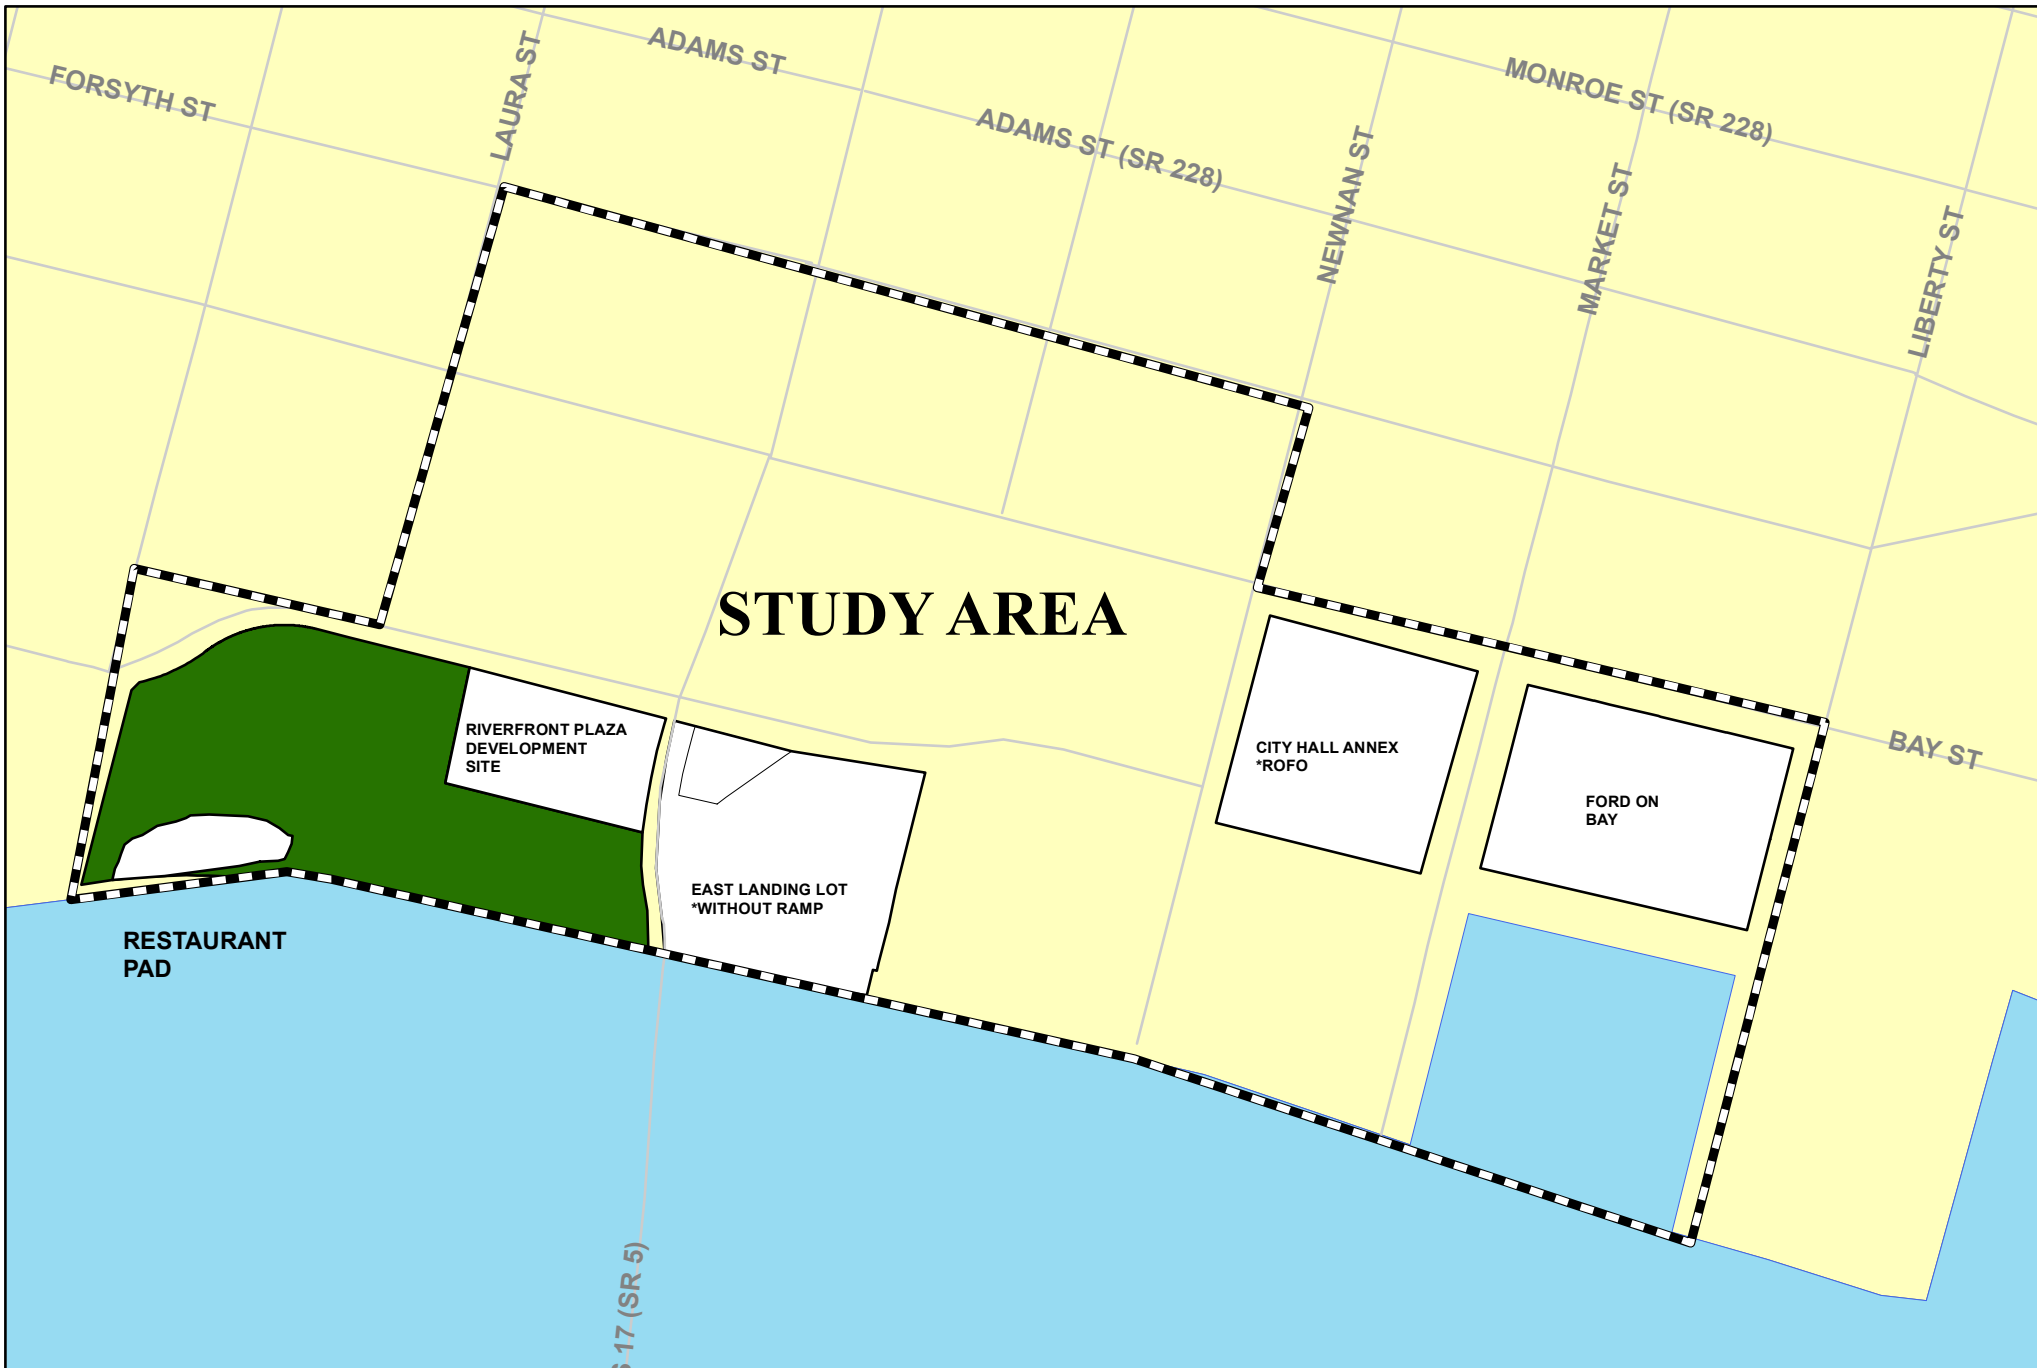 ADAMS ST
FORSYTH ST
LAURA ST
MONROE ST (SR 228)
ADAMS ST (SR 228)
NEWNAN ST
MARKET ST
LIBERTY ST
STUDY AREA
RIVERFRONT PLAZA
DEVELOPMENT
SITE
CITY HALL ANNEX
*ROFO
BAY ST
FORD ON
BAY
EAST LANDING LOT
*WITHOUT RAMP
RESTAURANT
PAD
S 17 (SR 5)